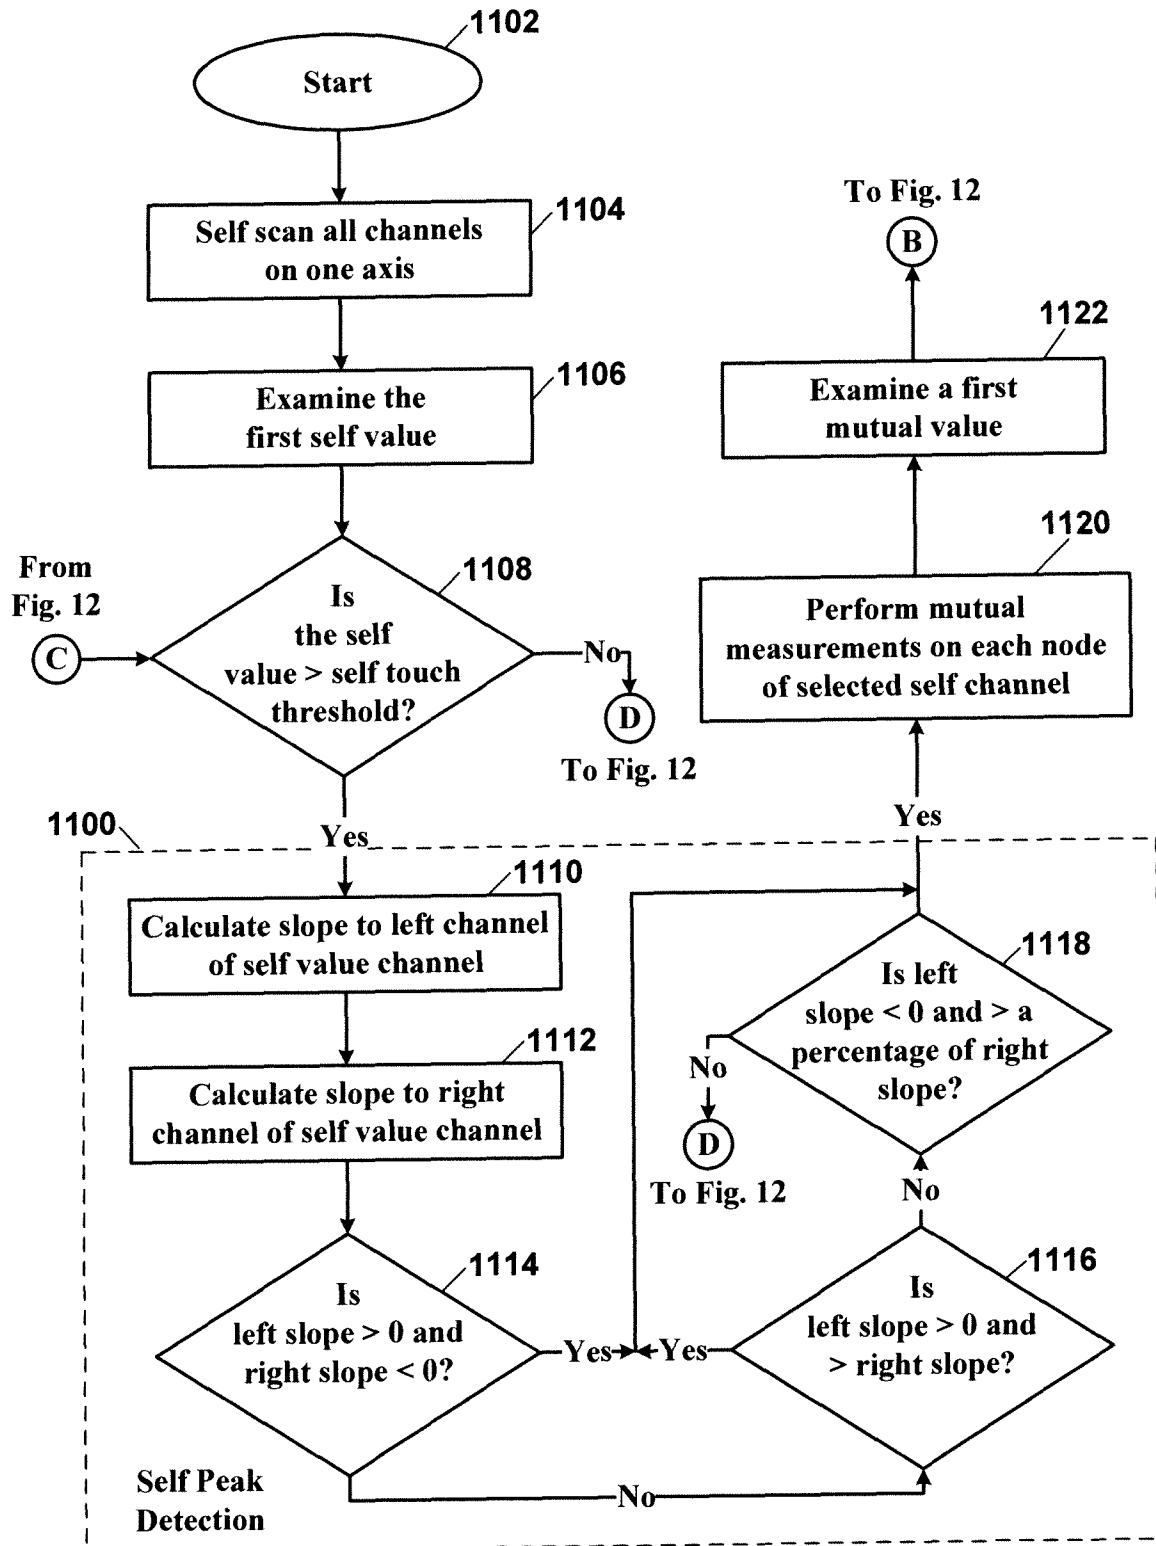 1102
Start
1104
Self scan all channels
on one axis
1106
Examine the
first self value
From
Fig. 12
C
1108
Is
the self
value > self touch
threshold?
No
D
To Fig. 12
Yes
1100
1110
Calculate slope to left channel
of self value channel
1112
Calculate slope to right
channel of self value channel
1114
Is
left slope > 0 and
right slope < 0?
Yes
No
Self Peak
Detection
1116
Is
left slope > 0 and
> right slope?
Yes
No
1118
Is left
slope < 0 and > a
percentage of right
slope?
No
D
To Fig. 12
Yes
1120
Perform mutual
measurements on each node
of selected self channel
1122
Examine a first
mutual value
To Fig. 12
B